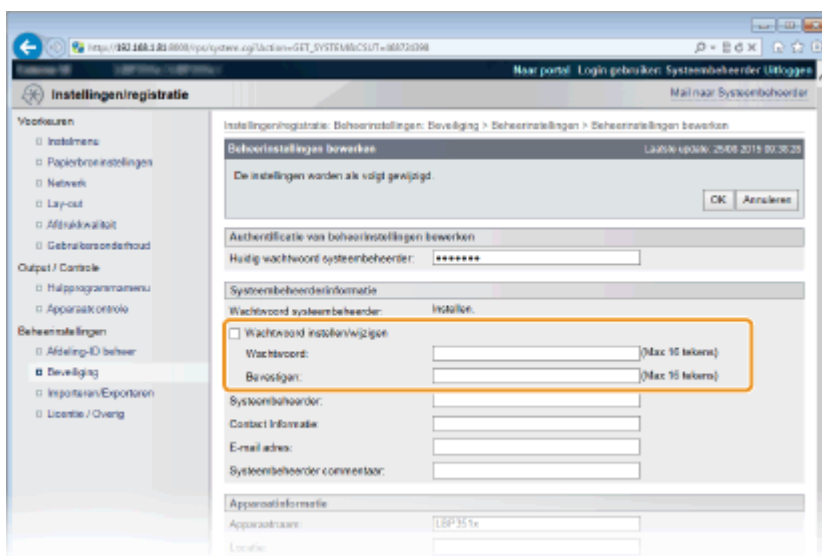 Naar portal Login gebruiker: Systeembeheerder Uitloggen
Instellingen/registratie
Mail naar Systeembeheerder
Voorkeuren
Instelmenu
Papierbroninstellingen
Netwerk
Lay-out
Afdrukkwaliteit
Gebruikersonderhoud
Output / Controle
Hulpprogrammamenu
Apparaatcontrole
Beheerinstellingen
Afdeling-ID beheer
Beveiliging
Importeren/Exporteren
Licentie / Overig
Instellingen/registratie: Beheerinstellingen: Beveiliging > Beheerinstellingen > Beheerinstellingen bewerken
Beheerinstellingen bewerken
Laatste update:
De instellingen worden als volgt gewijzigd.
OK Annuleren
Authentificatie van beheerinstellingen bewerken
Huidig wachtwoord systeembeheerder: •••••••
Systeembeheerderinformatie
Wachtwoord systeembeheerder: Instellen.
Wachtwoord instellen/wijzigen
Wachtwoord: (Max 16 tekens)
Bevestigen: (Max 16 tekens)
Systeembeheerder:
Contact Informatie:
E-mail adres:
Systeembeheerder commentaar:
Apparaatinformatie
Apparaatnaam: LBP351x
Locatie: